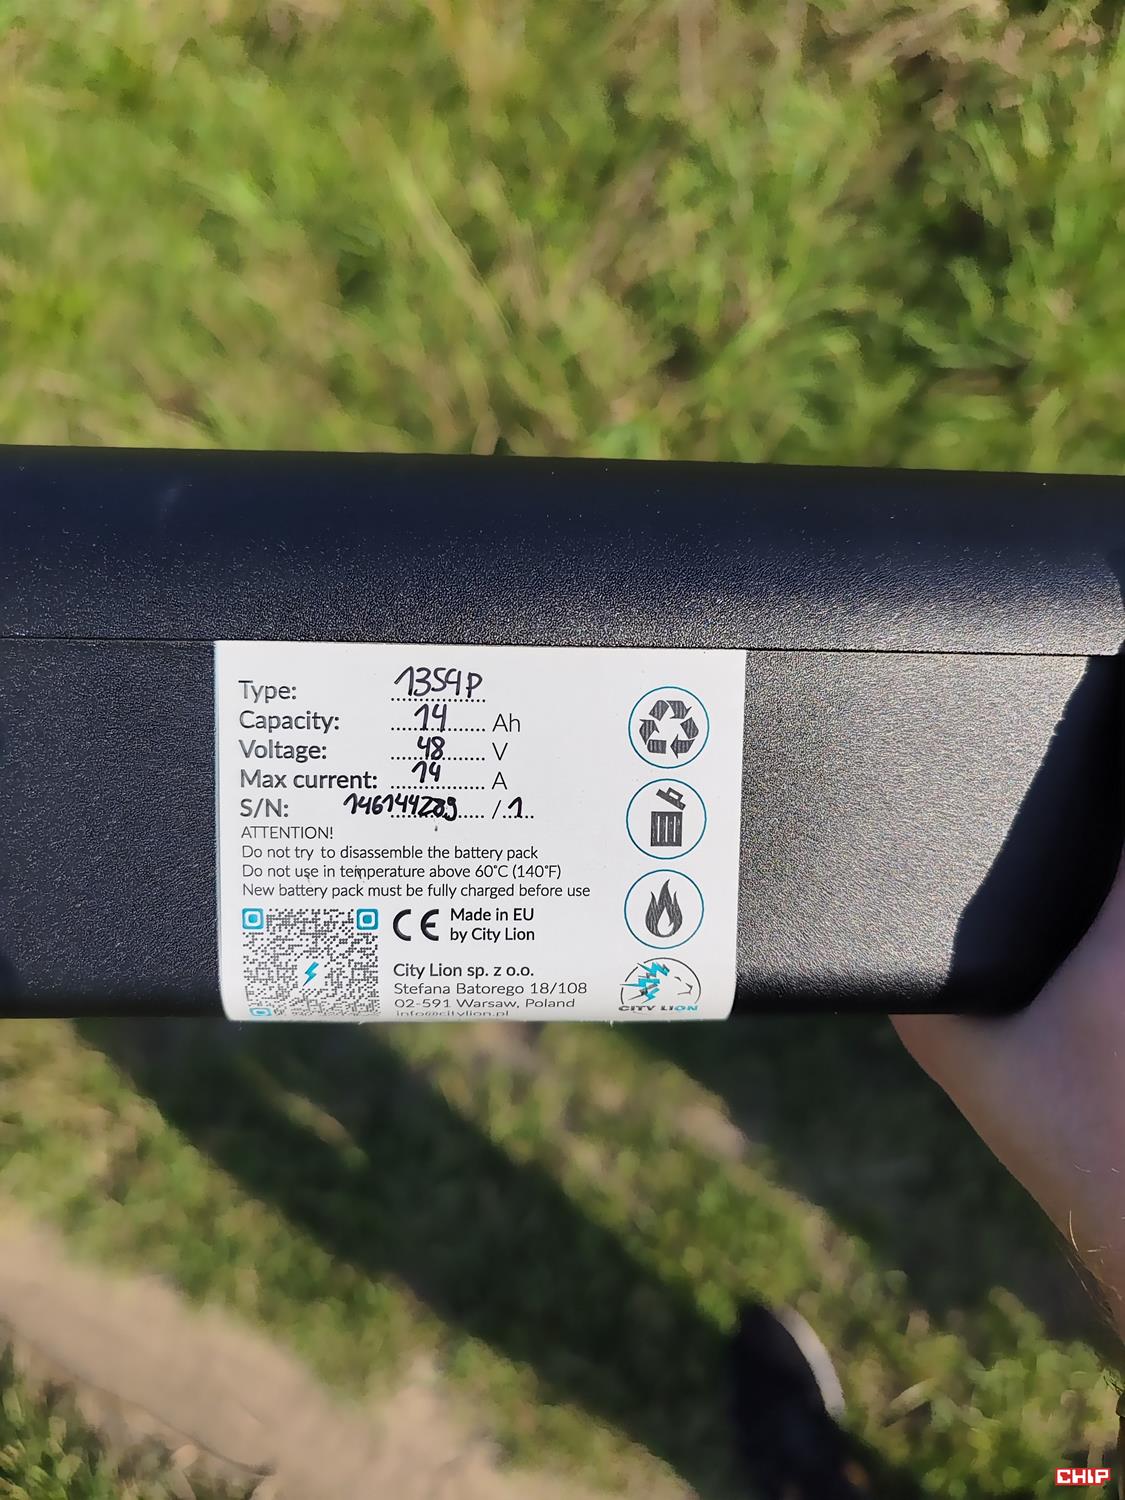 Type: 13S4P
Capacity: 14 Ah
Voltage: 48 V
Max current: 14 A
S/N: / 1
ATTENTION!
Do not try to disassemble the battery pack
Do not use in temperature above 60°C (140°F)
New battery pack must be fully charged before use
CE
Made in EU
by City Lion
City Lion sp. z o.o.
Stefana Batorego 18/108
02-591 Warsaw, Poland
info@citylion.pl
CITY LION
CHIP